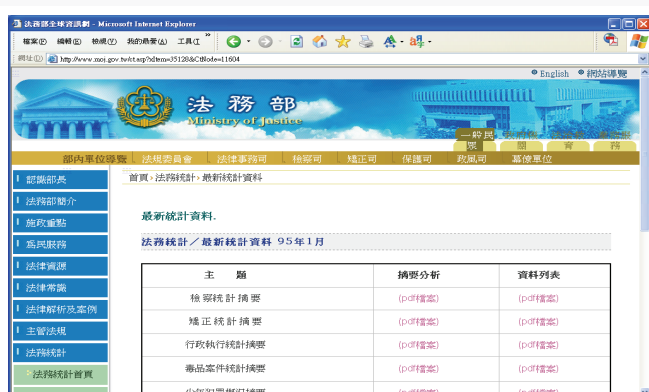 法務部全球資訊網 - Microsoft Internet Explorer
檔案(F) 編輯(E) 檢視(V) 我的最愛(A) 工具(T
網址(D) http://www.moj.gov.tw/ct.asp?xItem=35128&CtNode=11604
English 網站導覽
法務部
Ministry of Justice
一般民眾
部內單位導覽 法規委員會 法律事務司 檢察司 矯正司 保護司 政風司 幕僚單位
首頁>法務統計>最新統計資料
認識部長
法務部簡介
施政重點
為民服務
法律資源
法律常識
法律解析及案例
主管法規
法務統計
法務統計首頁
最新統計資料.
法務統計／最新統計資料 95年1月
主 題 摘要分析 資料列表
檢察統計摘要 (pdf檔案) (pdf檔案)
矯正統計摘要 (pdf檔案) (pdf檔案)
行政執行統計摘要 (pdf檔案) (pdf檔案)
毒品案件統計摘要 (pdf檔案) (pdf檔案)